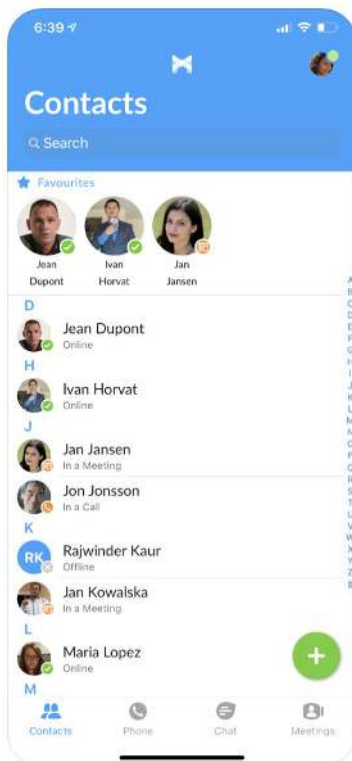 6:39
Contacts
Search
Favourites
Jean
Dupont
Ivan
Horvat
Jan
Jansen
D
Jean Dupont
Online
H
Ivan Horvat
Online
J
Jan Jansen
In a Meeting
Jon Jonsson
In a Call
K
RK
Rajwinder Kaur
Offline
Jan Kowalska
In a Meeting
L
Maria Lopez
Online
M
A
B
C
D
E
F
G
H
I
J
K
L
M
N
O
P
Q
R
S
T
U
V
W
X
Y
Z
#
Contacts
Phone
Chat
Meetings